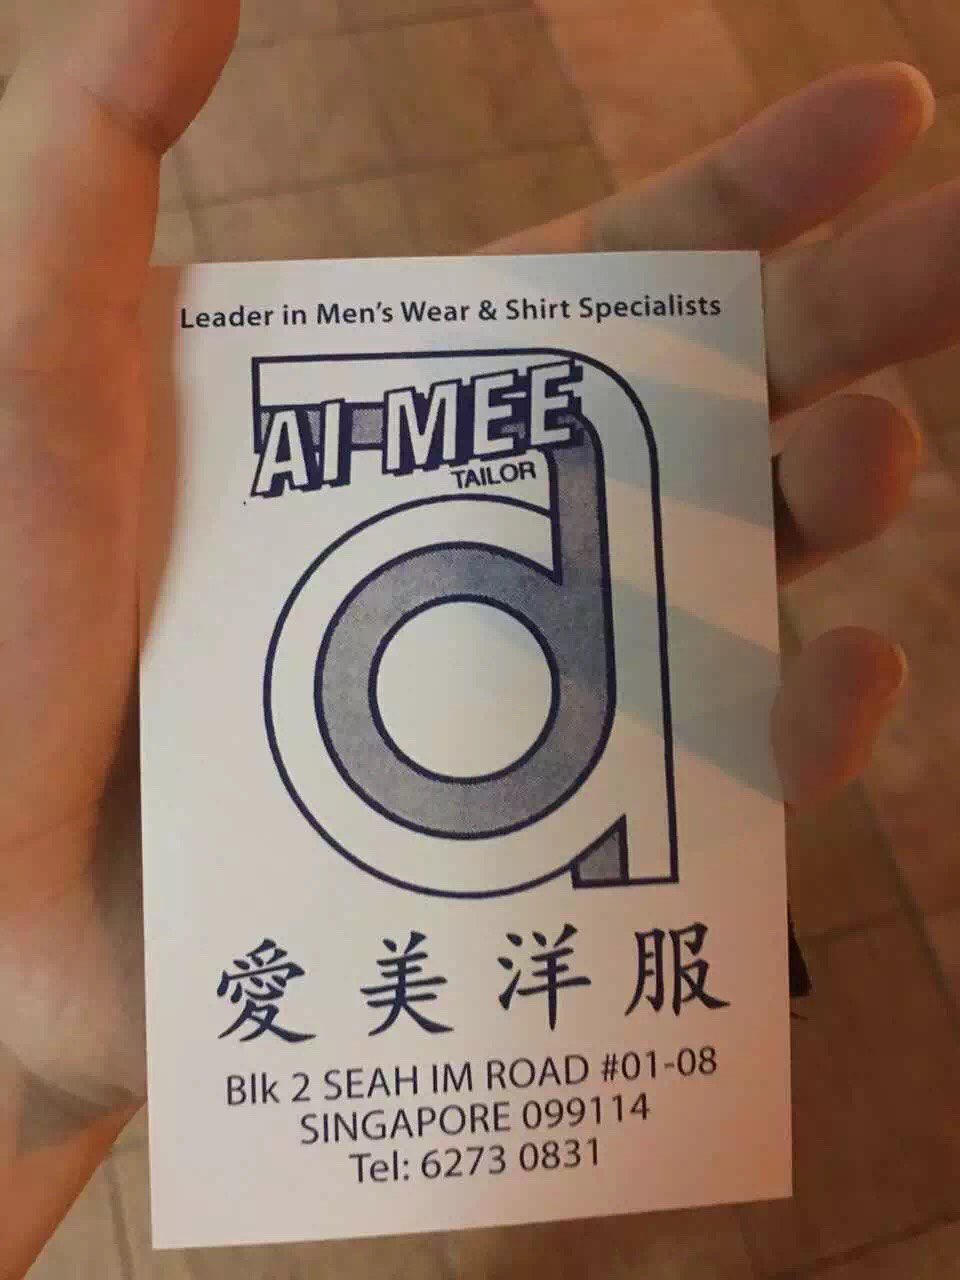 Leader in Men's Wear & Shirt Specialists
AI-MEE
TAILOR
愛美洋服
Blk 2 SEAH IM ROAD #01-08
SINGAPORE 099114
Tel: 6273 0831